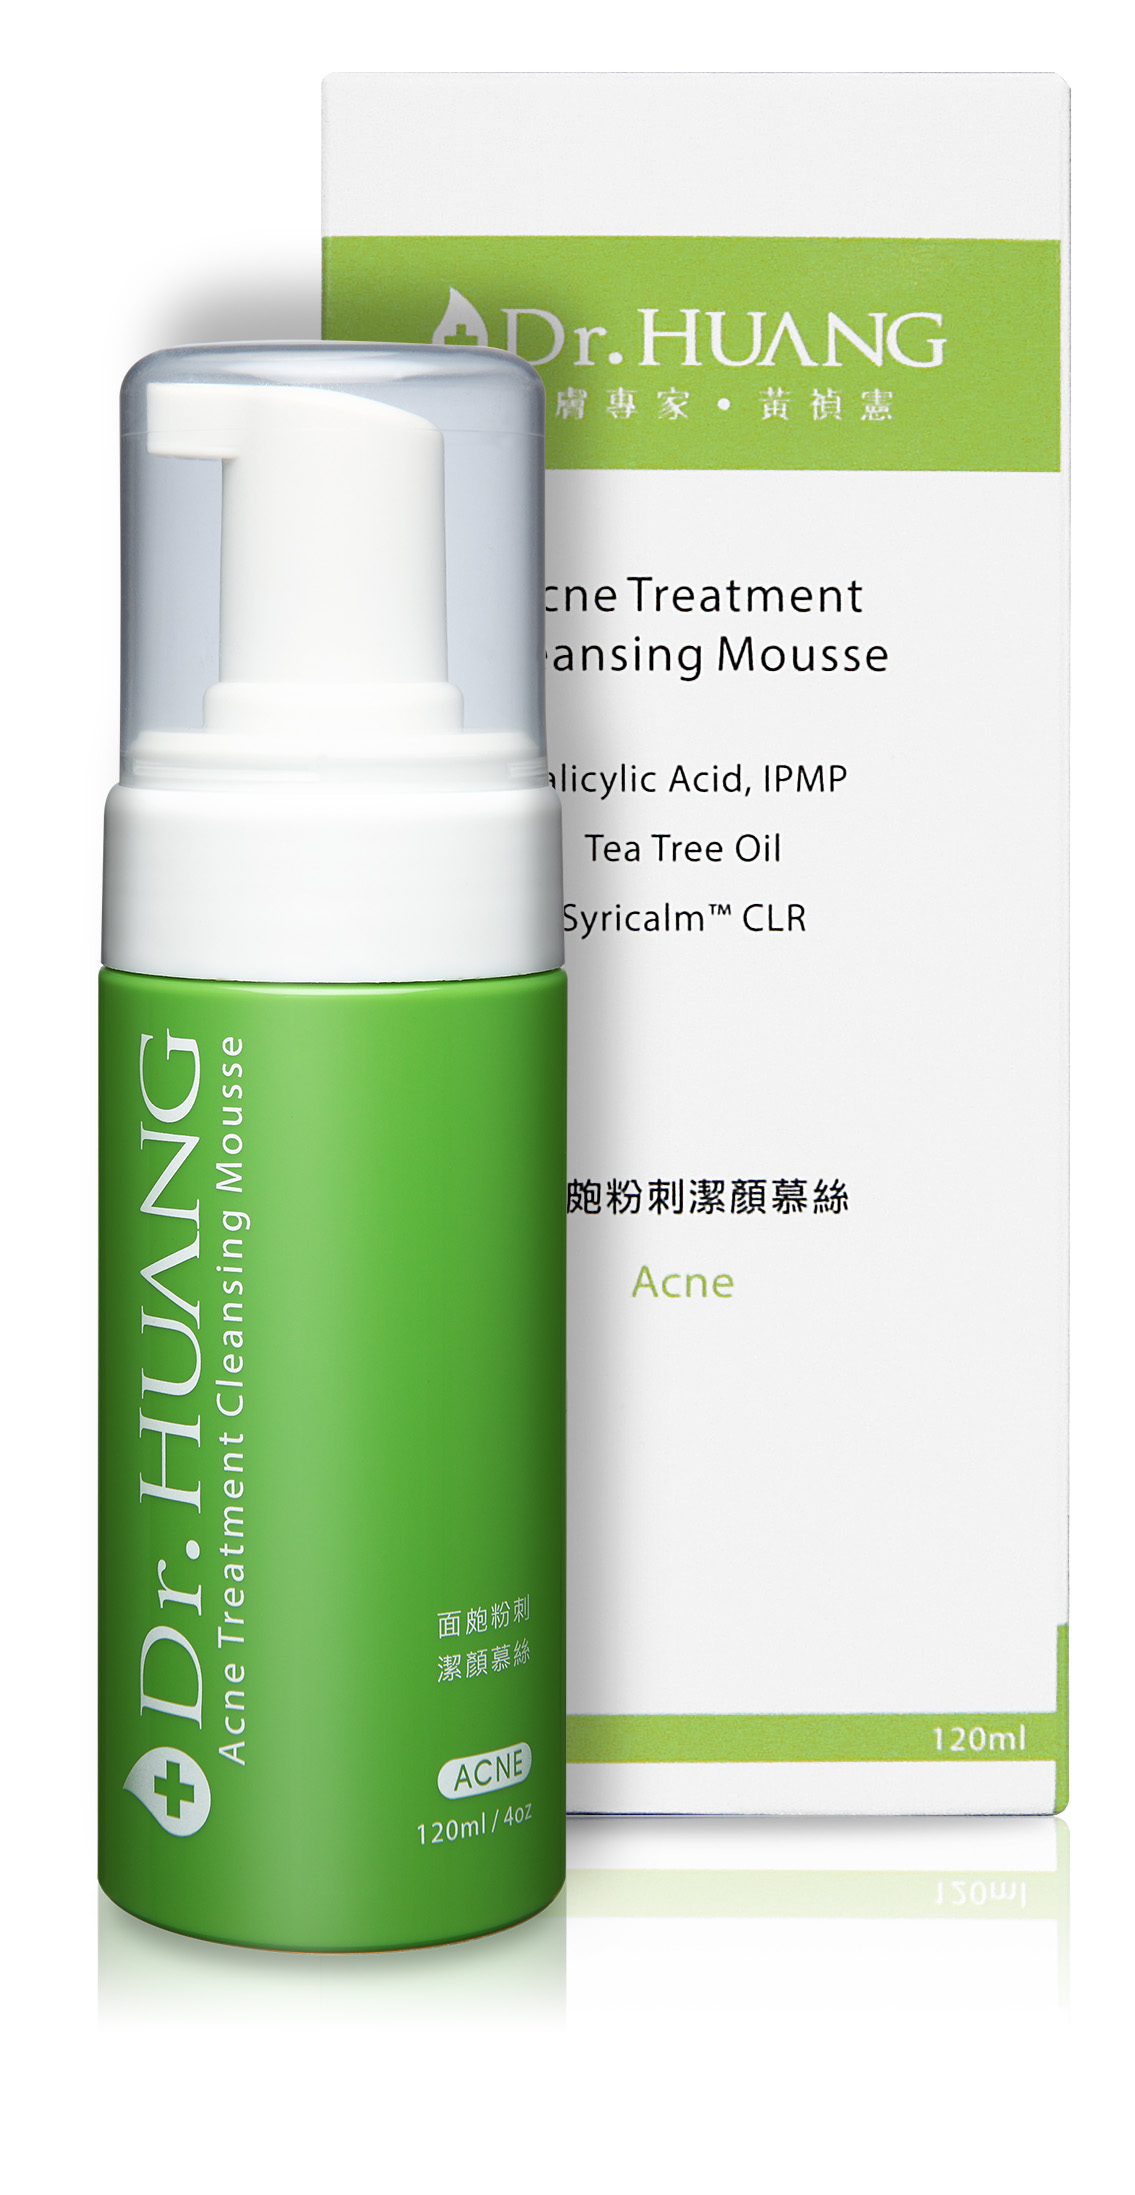 Dr. HUANG
膚專家・黃禎憲
cne Treatment
eansing Mousse
alicylic Acid, IPMP
Tea Tree Oil
Syricalm™ CLR
皰粉刺潔顏慕絲
Acne
120ml
Dr. HUANG
Acne Treatment Cleansing Mousse
面皰粉刺
潔顏慕絲
ACNE
120ml / 4oz